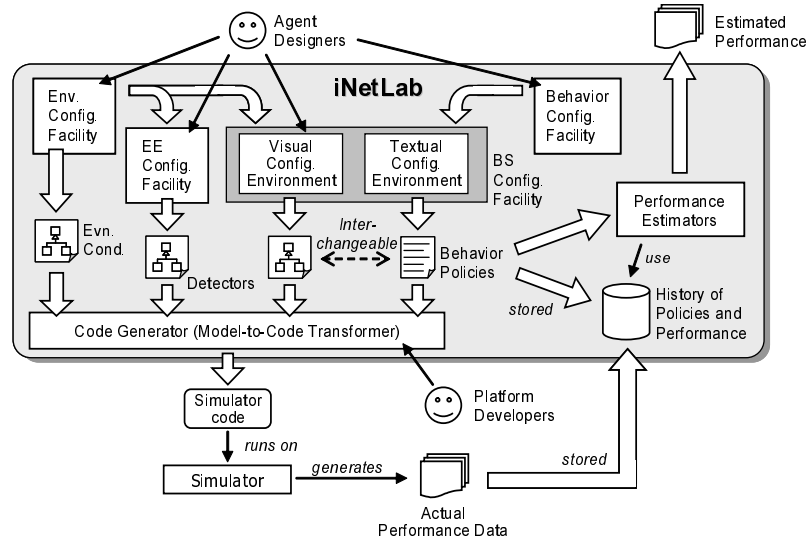 Agent
Designers
Estimated
Performance
iNetLab
Env.
Config.
Facility
EE
Config.
Facility
Visual
Config.
Environment
Textual
Config.
Environment
BS
Config.
Facility
Behavior
Config.
Facility
Performance
Estimators
Evn.
Cond.
Detectors
Inter-
changeable
Behavior
Policies
use
stored
History of
Policies and
Performance
Code Generator (Model-to-Code Transformer)
Simulator
code
Platform
Developers
runs on
Simulator
generates
stored
Actual
Performance Data